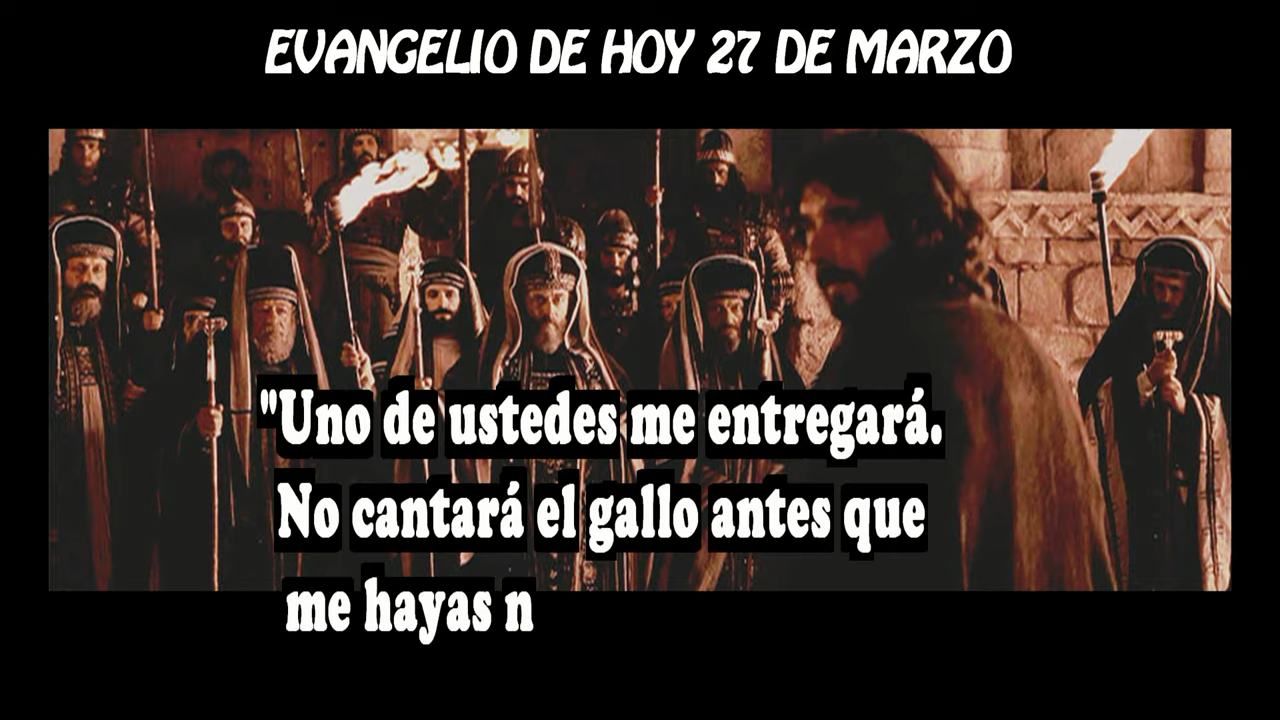 EVANGELIO DE HOY 27 DE MARZO
"Uno de ustedes me entregará.
No cantará el gallo antes que
me hayas n